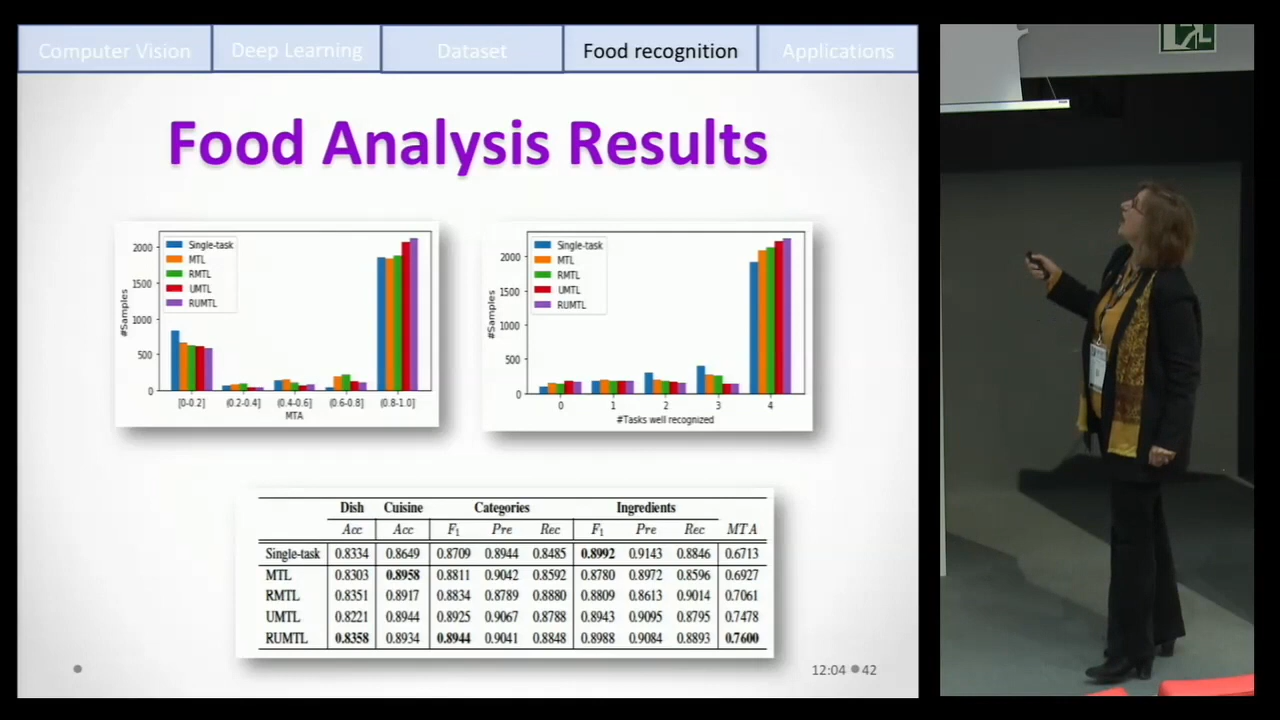 Computer Vision Deep Learning Dataset Food recognition Applications
Food Analysis Results
#Samples
2000
1500
1000
500
0
Single-task
MTL
RMTL
UMTL
RUMTL
[0-0.2] (0.2-0.4] (0.4-0.6] (0.6-0.8] (0.8-1.0]
MTA
#Samples
2000
1500
1000
500
0
Single-task
MTL
RMTL
UMTL
RUMTL
0 1 2 3 4
#Tasks well recognized
Dish Cuisine Categories Ingredients
Acc Acc F1 Pre Rec F1 Pre Rec MTA
Single-task 0.8334 0.8649 0.8709 0.8944 0.8485 0.8992 0.9143 0.8846 0.6713
MTL 0.8303 0.8958 0.8811 0.9042 0.8592 0.8780 0.8972 0.8596 0.6927
RMTL 0.8351 0.8917 0.8834 0.8789 0.8880 0.8809 0.8613 0.9014 0.7061
UMTL 0.8221 0.8944 0.8925 0.9067 0.8788 0.8943 0.9095 0.8795 0.7478
RUMTL 0.8358 0.8934 0.8944 0.9041 0.8848 0.8988 0.9084 0.8893 0.7600
12:04 42